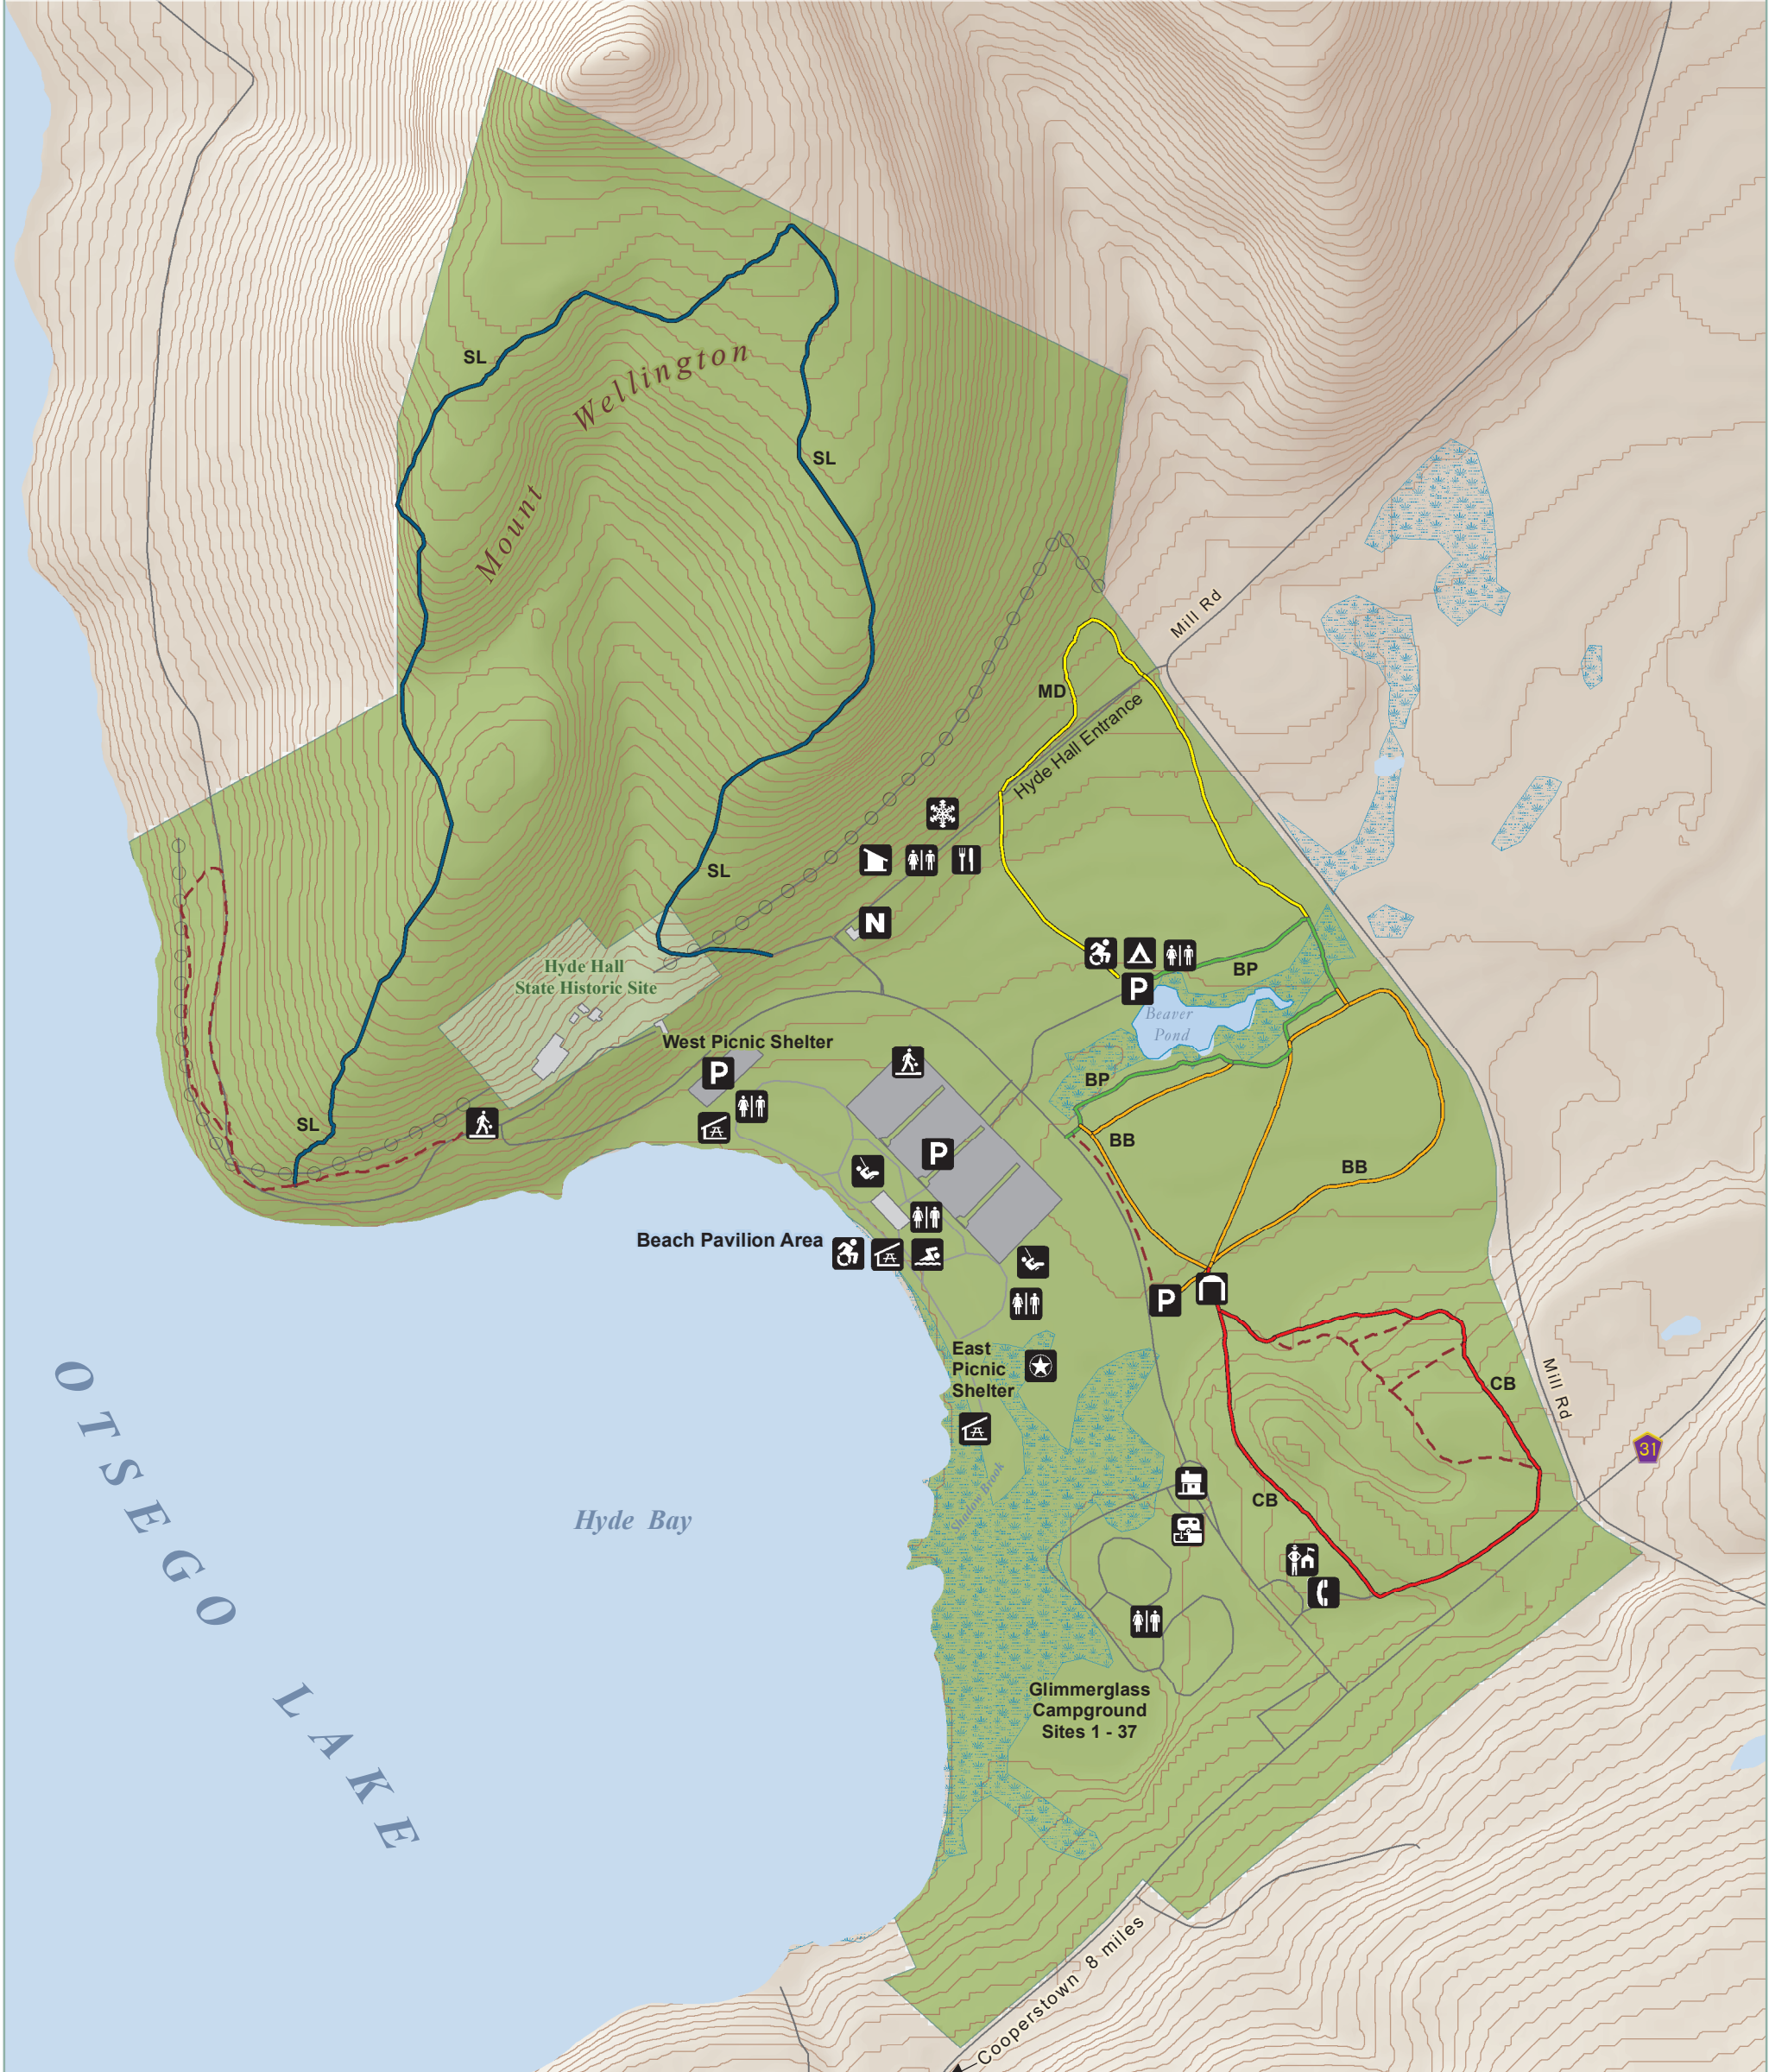 SL
Wellington
Mount
SL
Mill Rd
MD
Hyde Hall Entrance
SL
N
Hyde Hall
State Historic Site
BP
P
Beaver
Pond
West Picnic Shelter
P
BP
SL
BB
P
BB
Beach Pavilion Area
P
East
Picnic
Shelter
CB
Mill Rd
31
OTSEGO LAKE
Hyde Bay
Shadow Brook
CB
Glimmerglass
Campground
Sites 1 - 37
Cooperstown 8 miles